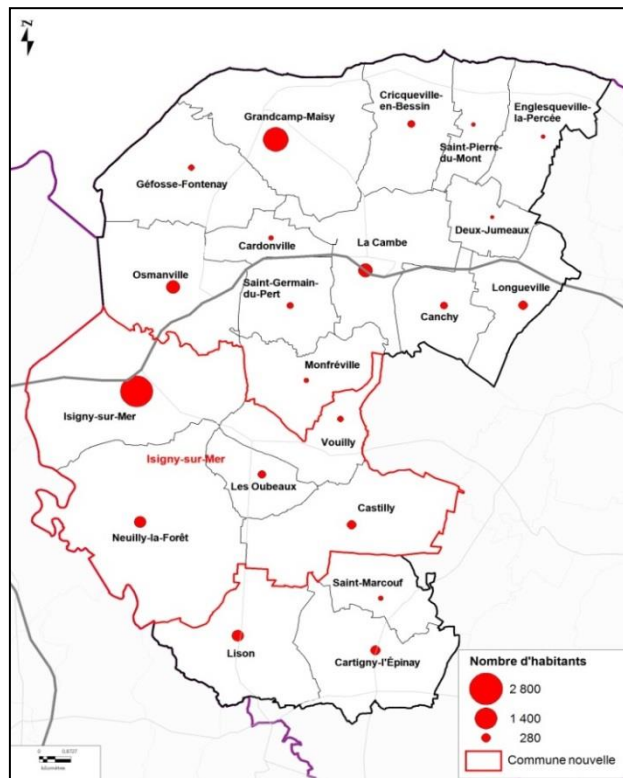 Z
Cricqueville-
en-Bessin
Englesqueville-
la-Percée
Grandcamp-Maisy
Saint-Pierre-
du-Mont
Géfosse-Fontenay
Deux-Jumeaux
Cardonville
La Cambe
Osmanville
Saint-Germain-
du-Pert
Canchy
Longueville
Monfréville
Isigny-sur-Mer
Vouilly
Isigny-sur-Mer
Les Oubeaux
Neuilly-la-Forêt
Castilly
Saint-Marcouf
Lison
Cartigny-l'Épinay
Nombre d'habitants
2 800
1 400
280
Commune nouvelle
kilomètres